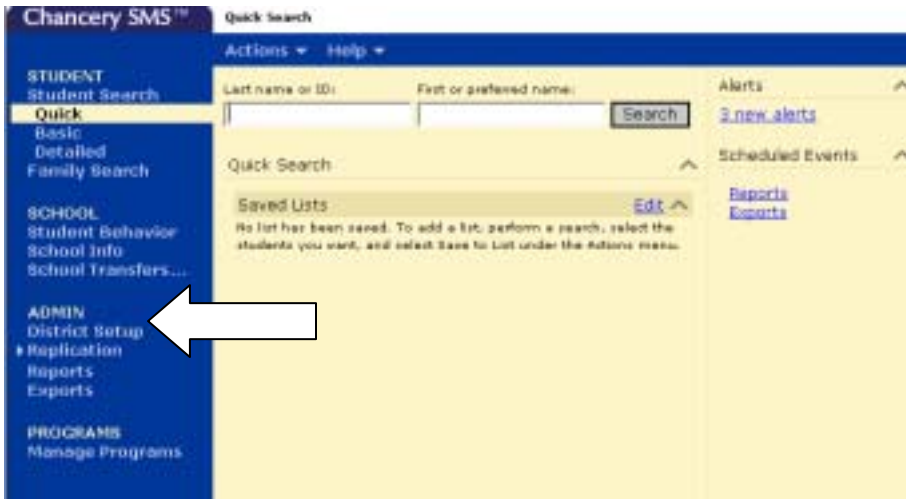 Chancery SMS™
Quick Search
Actions Help
STUDENT
Student Search
Quick
Basic
Detailed
Family Search
SCHOOL
Student Behavior
School Info
School Transfers...
ADMIN
District Setup
Replication
Reports
Exports
PROGRAMS
Manage Programs
Last name or ID:
First or preferred name:
Search
Quick Search
Saved Lists
Edit
No list has been saved. To add a list, perform a search, select the
students you want, and select Save to List under the Actions menu.
Alerts
3 new alerts
Scheduled Events
Reports
Exports